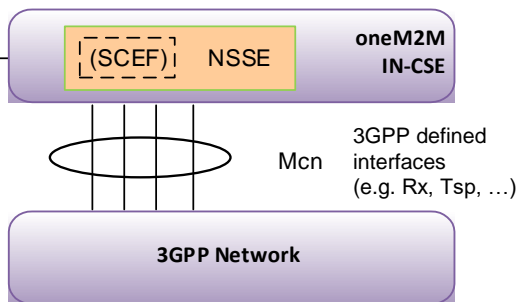 (SCEF) NSSE
oneM2M
IN-CSE
Mcn
3GPP defined
interfaces
(e.g. Rx, Tsp, …)
3GPP Network